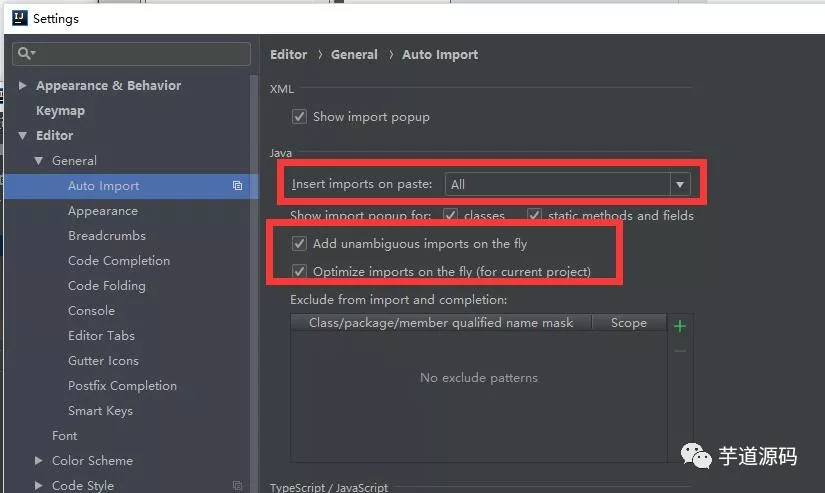 Settings
Editor > General > Auto Import
Appearance & Behavior
Keymap
Editor
General
Auto Import
Appearance
Breadcrumbs
Code Completion
Code Folding
Console
Editor Tabs
Gutter Icons
Postfix Completion
Smart Keys
Font
Color Scheme
Code Style
XML
Show import popup
Java
Insert imports on paste: All
Show import popup for: classes static methods and fields
Add unambiguous imports on the fly
Optimize imports on the fly (for current project)
Exclude from import and completion:
Class/package/member qualified name mask Scope
No exclude patterns
TypeScript / JavaScript
芋道源码